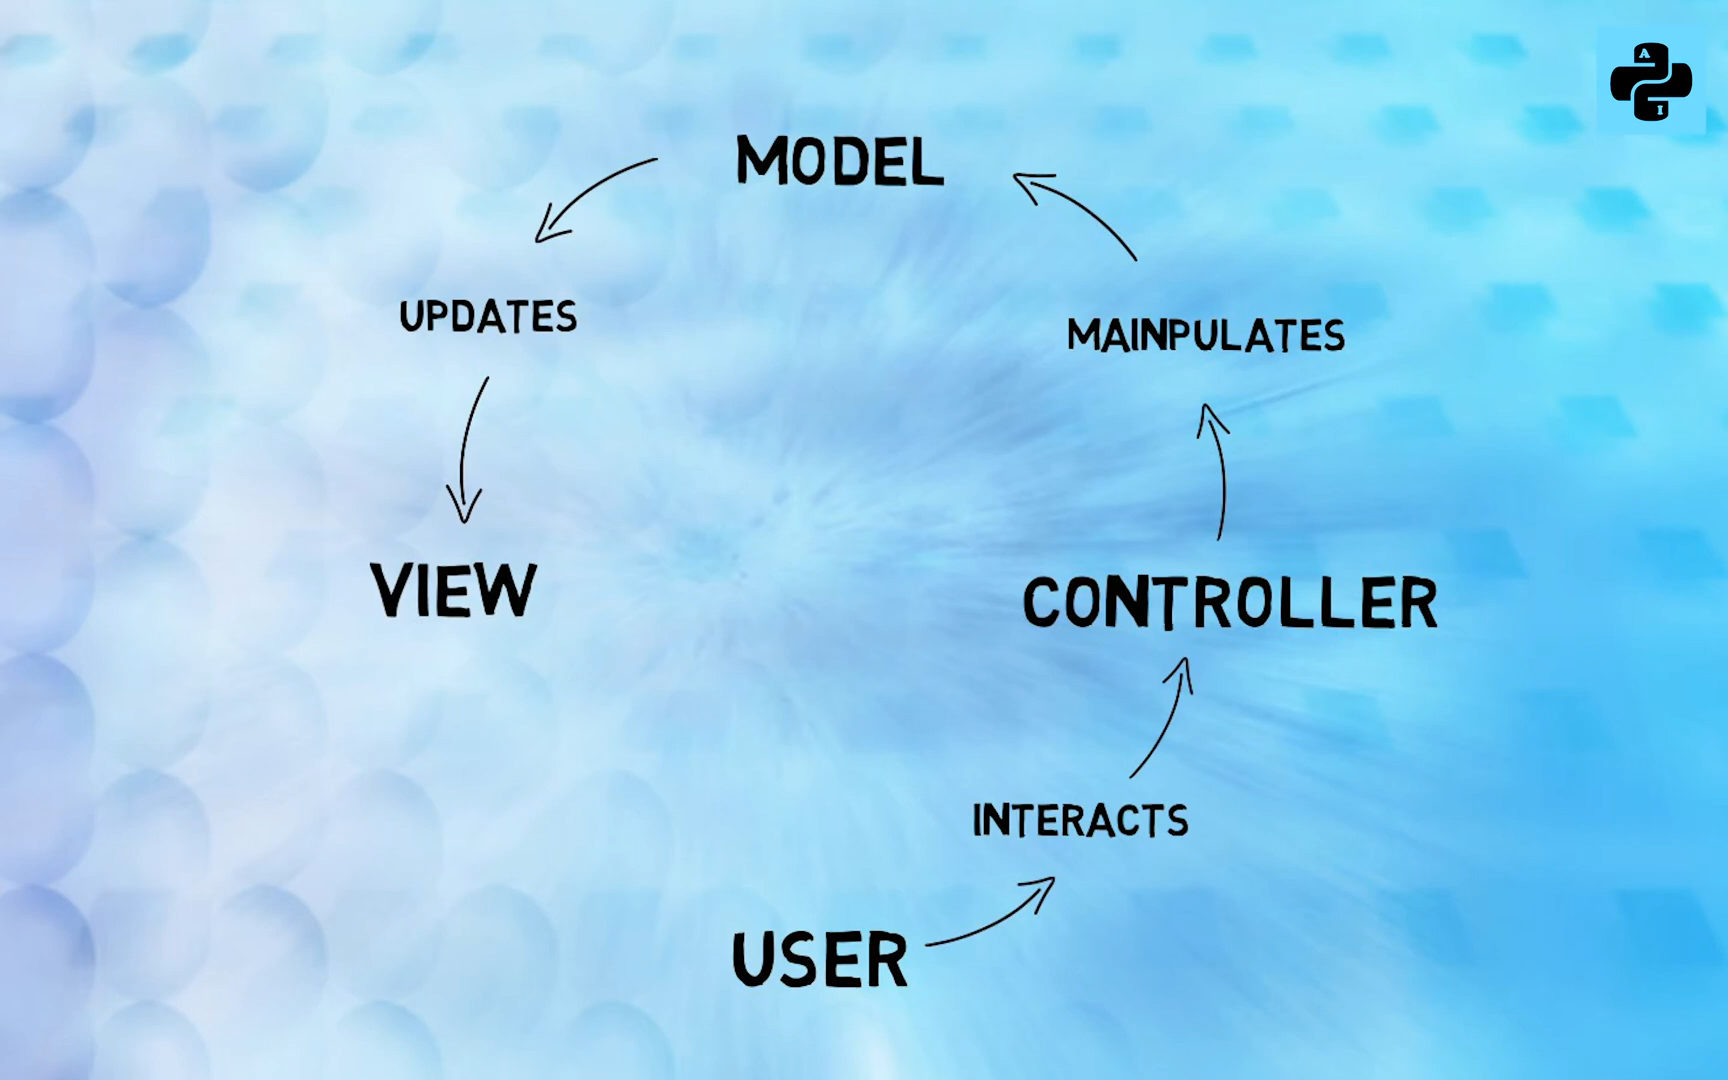 A
I
MODEL
UPDATES
MAINPULATES
VIEW
CONTROLLER
INTERACTS
USER